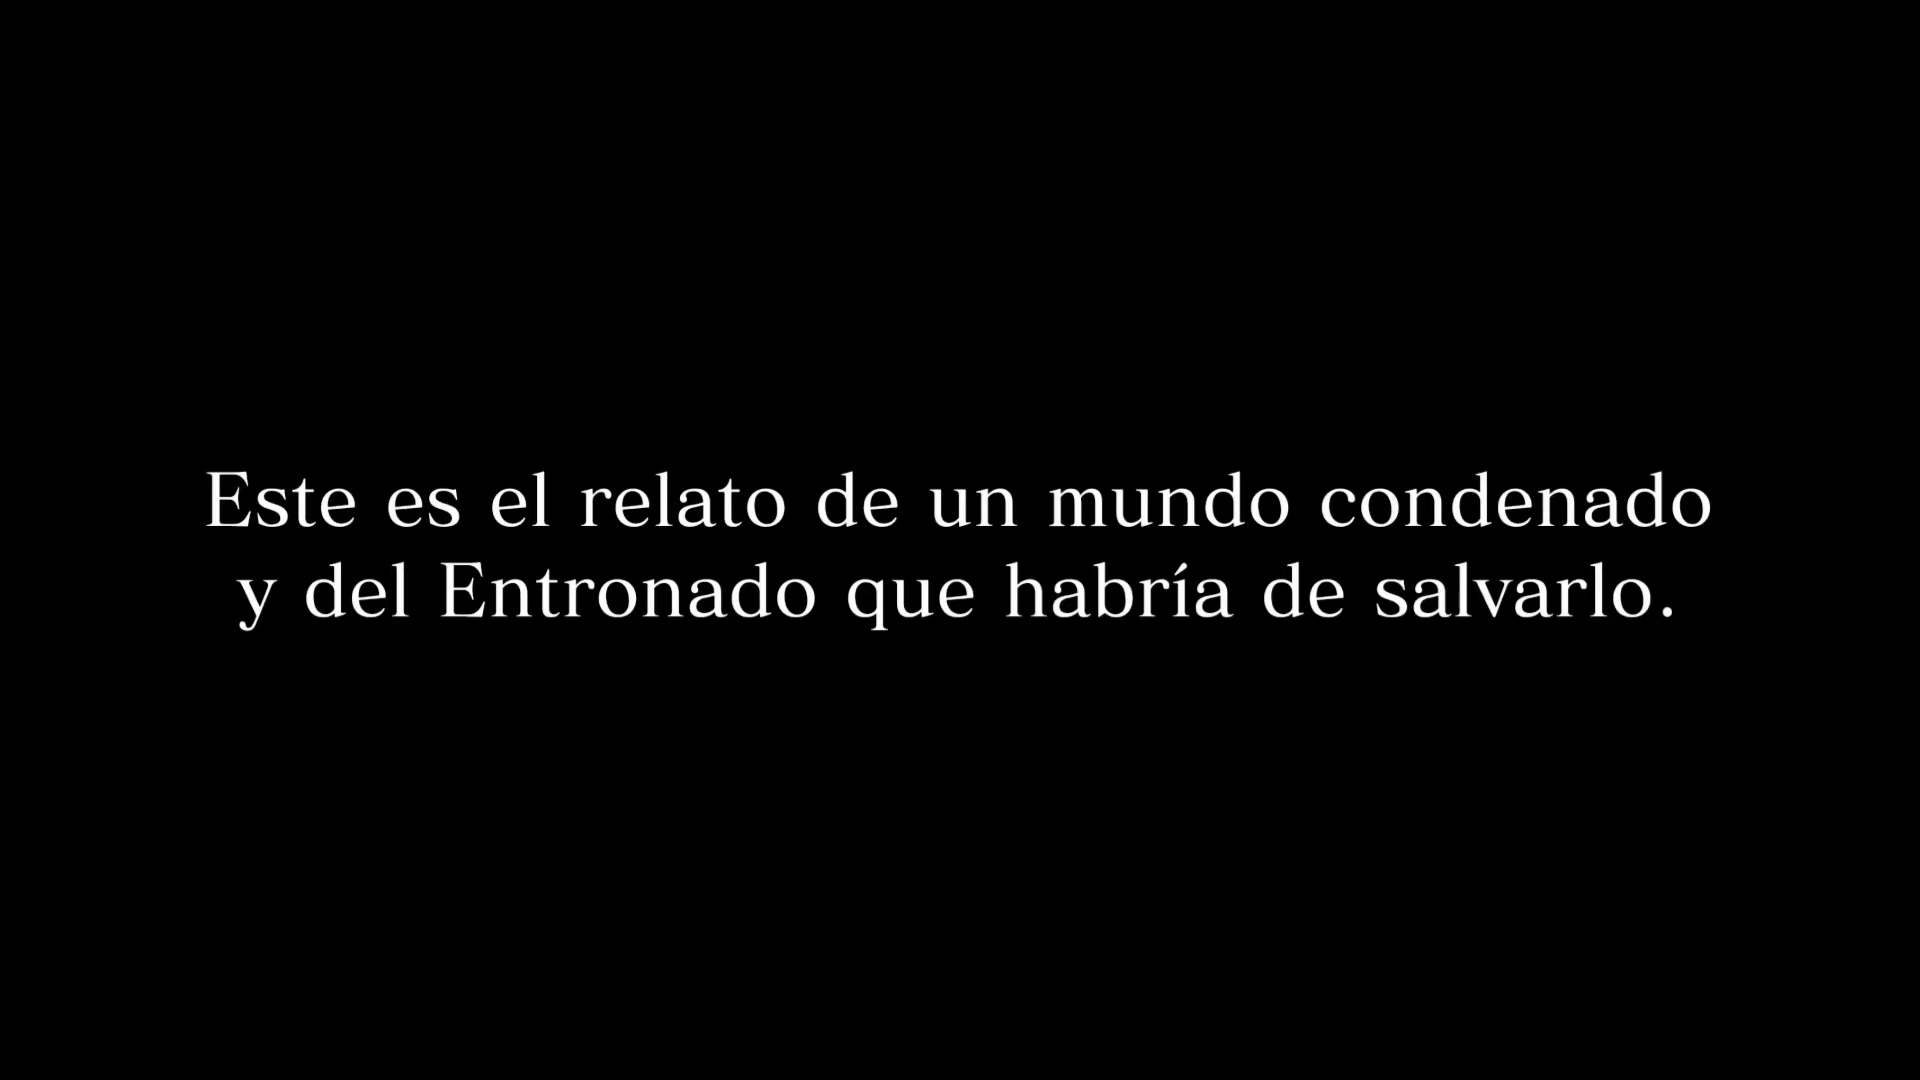 Este es el relato de un mundo condenado
y del Entronado que habría de salvarlo.